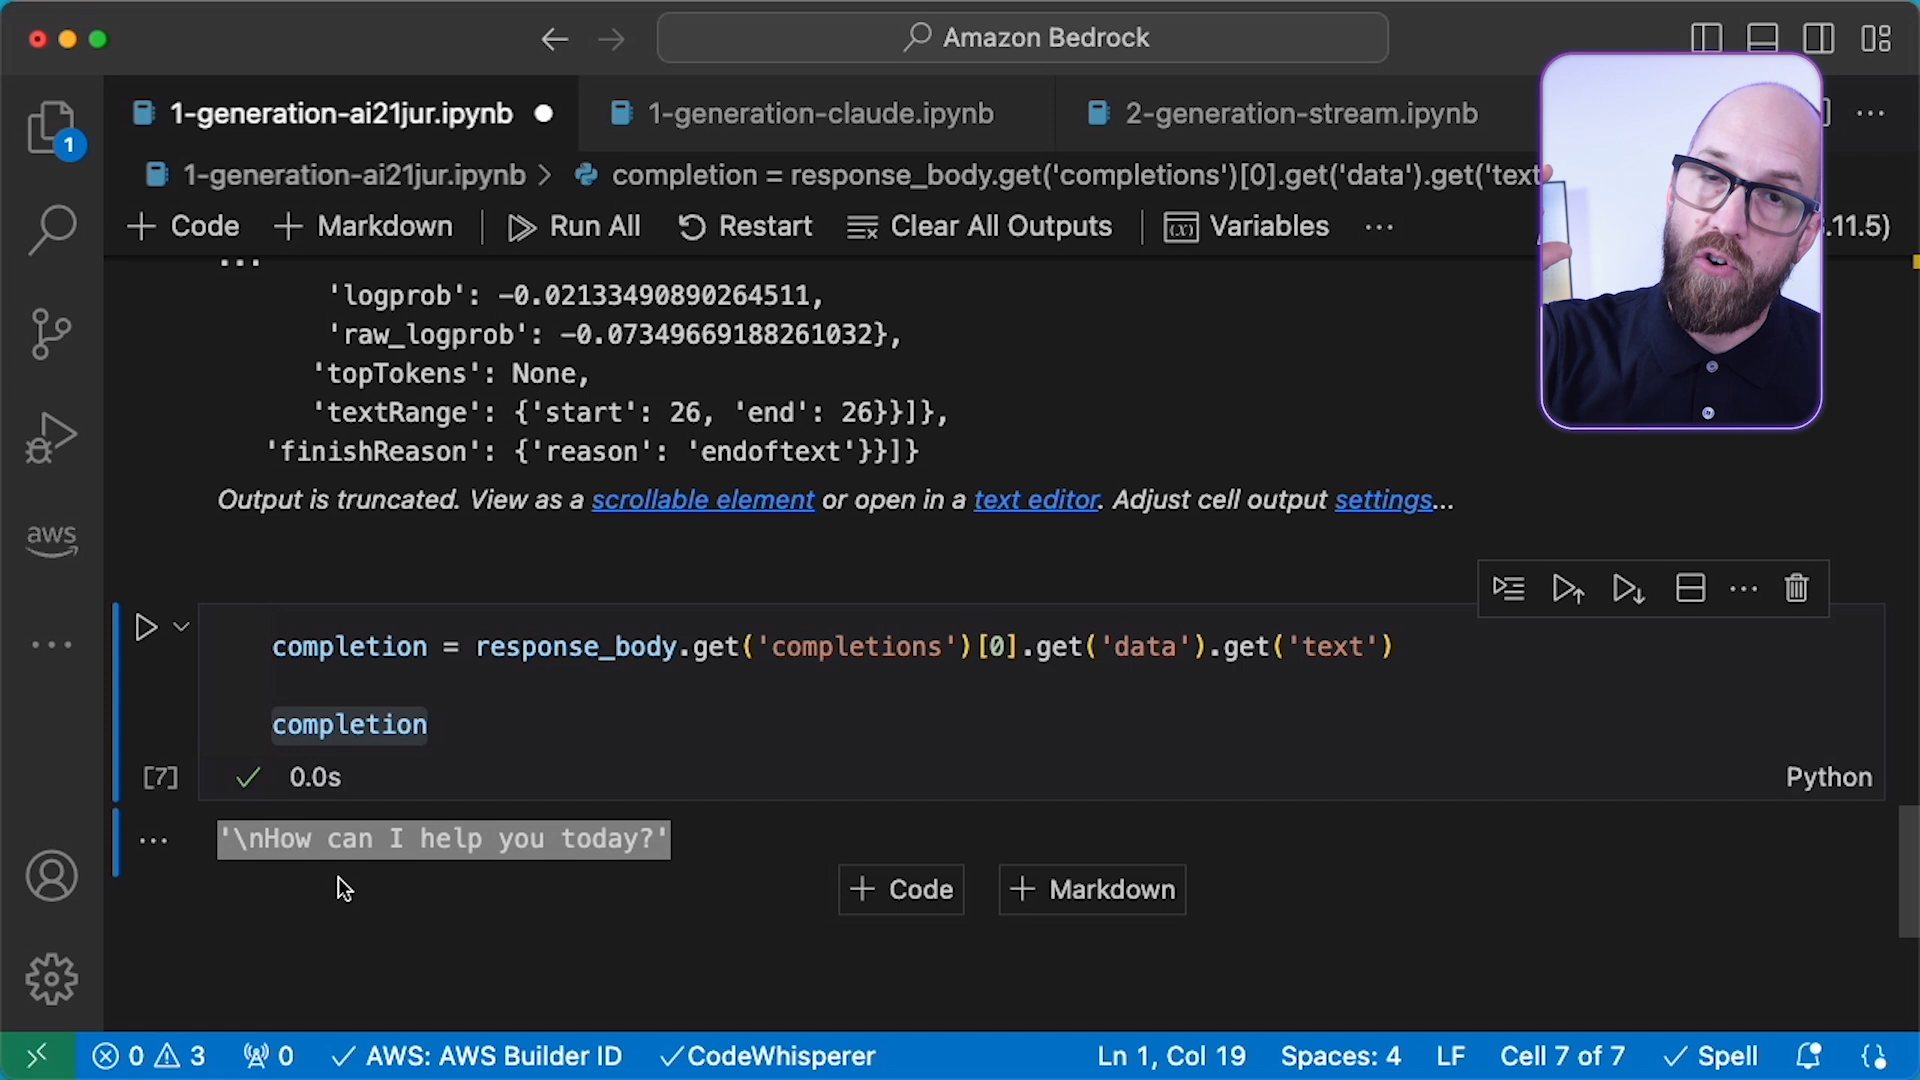 Amazon Bedrock
1-generation-ai21jur.ipynb
1-generation-claude.ipynb
2-generation-stream.ipynb
...
1
1-generation-ai21jur.ipynb > completion = response_body.get('completions')[0].get('data').get('text
+ Code + Markdown Run All Restart Clear All Outputs Variables ... .11.5)
...
'logprob': -0.02133490890264511,
'raw_logprob': -0.07349669188261032},
'topTokens': None,
'textRange': {'start': 26, 'end': 26}}]},
'finishReason': {'reason': 'endoftext'}}]}
Output is truncated. View as a scrollable element or open in a text editor. Adjust cell output settings...
aws
completion = response_body.get('completions')[0].get('data').get('text')
completion
[7] 0.0s Python
'\nHow can I help you today?'
+ Code + Markdown
0 3 0 AWS: AWS Builder ID CodeWhisperer Ln 1, Col 19 Spaces: 4 LF Cell 7 of 7 Spell